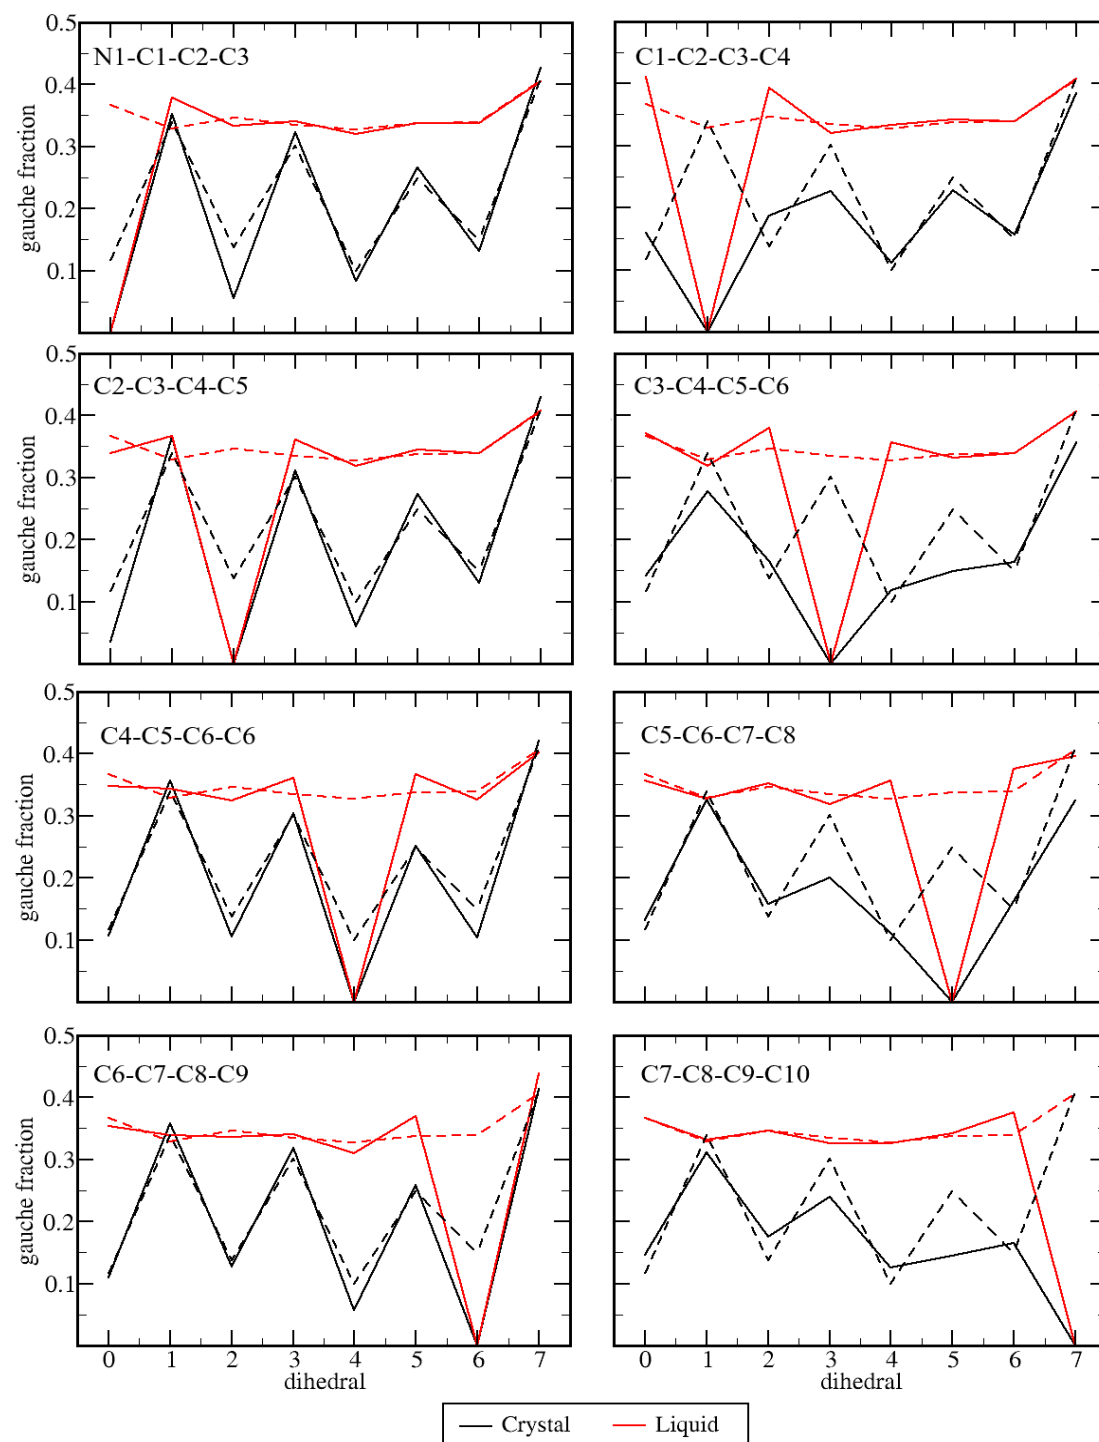 0.5
N1-C1-C2-C3
C1-C2-C3-C4
0.4
0.3
0.2
0.1
gauche fraction
0.5
C2-C3-C4-C5
C3-C4-C5-C6
0.4
0.3
0.2
0.1
gauche fraction
0.5
C4-C5-C6-C6
C5-C6-C7-C8
0.4
0.3
0.2
0.1
gauche fraction
0.5
C6-C7-C8-C9
C7-C8-C9-C10
0.4
0.3
0.2
0.1
gauche fraction
0 1 2 3 4 5 6 7
0 1 2 3 4 5 6 7
dihedral
dihedral
Crystal
Liquid